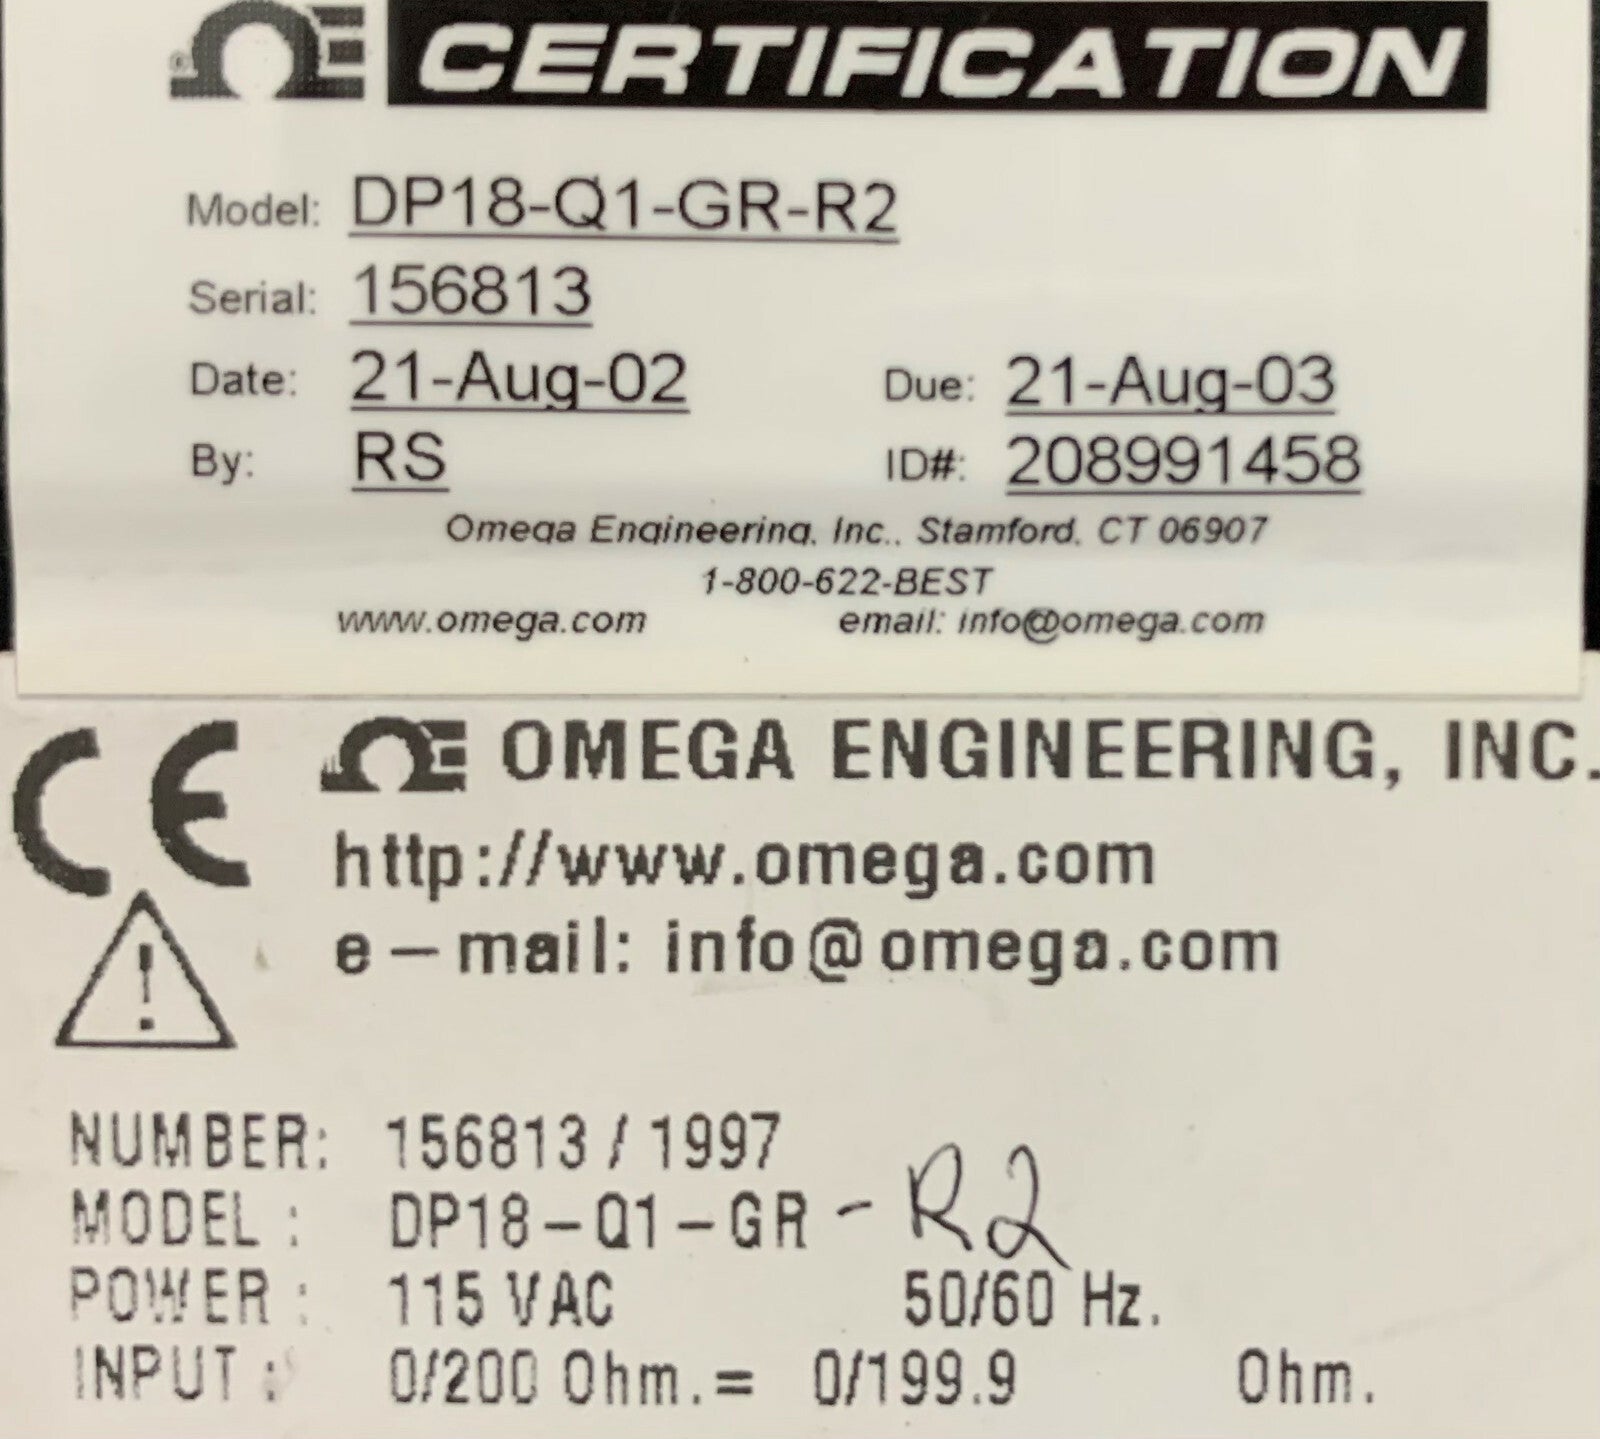 CERTIFICATION
Model: DP18-Q1-GR-R2
Serial: 156813
Date: 21-Aug-02 Due: 21-Aug-03
By: RS ID#: 208991458
Omega Engineering, Inc., Stamford, CT 06907
1-800-622-BEST
www.omega.com email: info@omega.com
CE ΩE OMEGA ENGINEERING, INC.
http://www.omega.com
e-mail: info@omega.com
!
NUMBER: 156813 / 1997
MODEL: DP18-Q1-GR - R2
POWER: 115 VAC 50/60 Hz.
INPUT: 0/200 Ohm. = 0/199.9 Ohm.